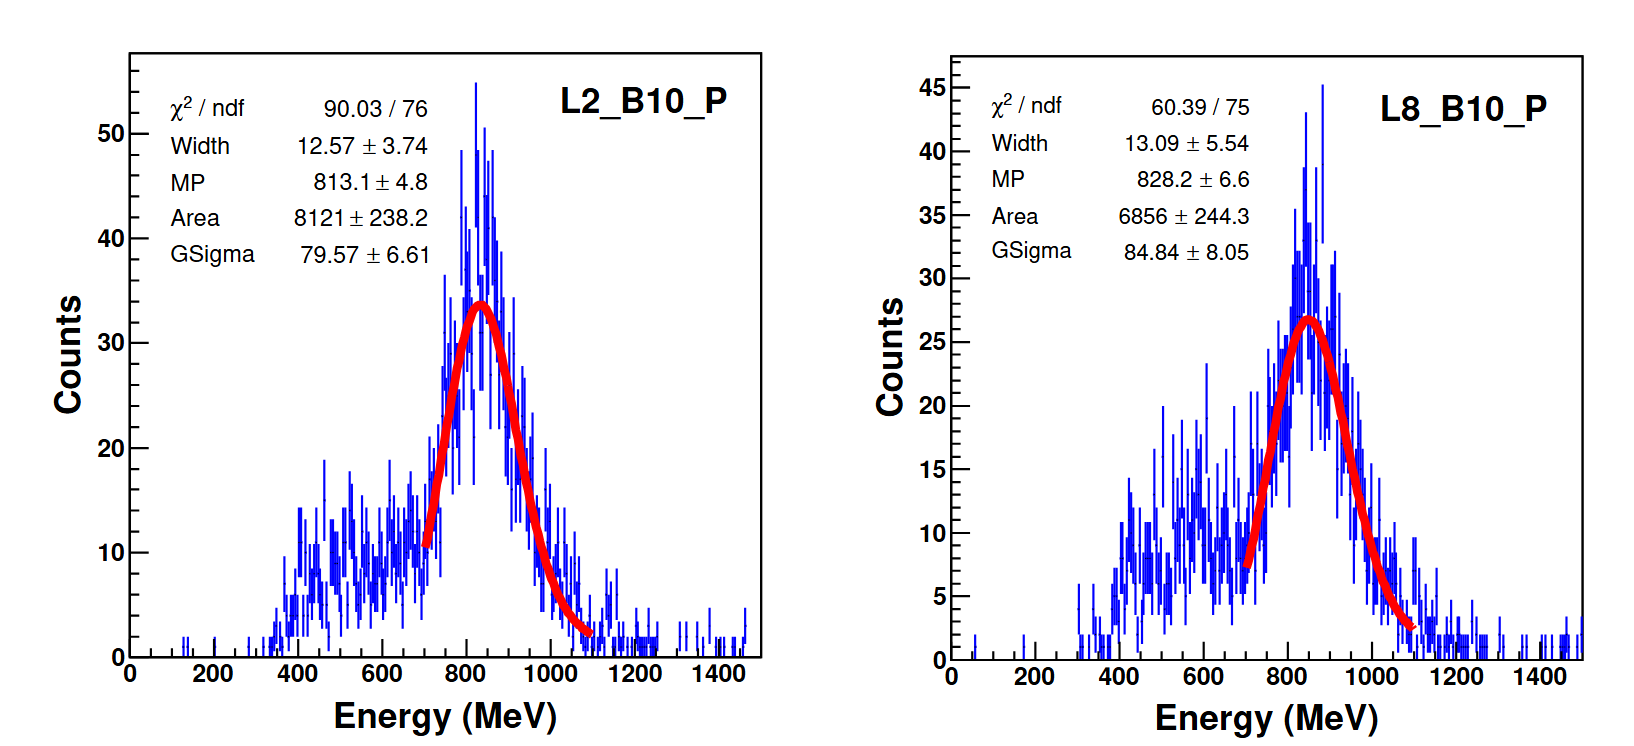 L2_B10_P
χ2 / ndf 90.03 / 76
Width 12.57 ± 3.74
MP 813.1 ± 4.8
Area 8121 ± 238.2
GSigma 79.57 ± 6.61
50
40
30
20
10
0
Counts
0 200 400 600 800 1000 1200 1400
Energy (MeV)
L8_B10_P
χ2 / ndf 60.39 / 75
Width 13.09 ± 5.54
MP 828.2 ± 6.6
Area 6856 ± 244.3
GSigma 84.84 ± 8.05
45
40
35
30
25
20
15
10
5
0
Counts
0 200 400 600 800 1000 1200 1400
Energy (MeV)